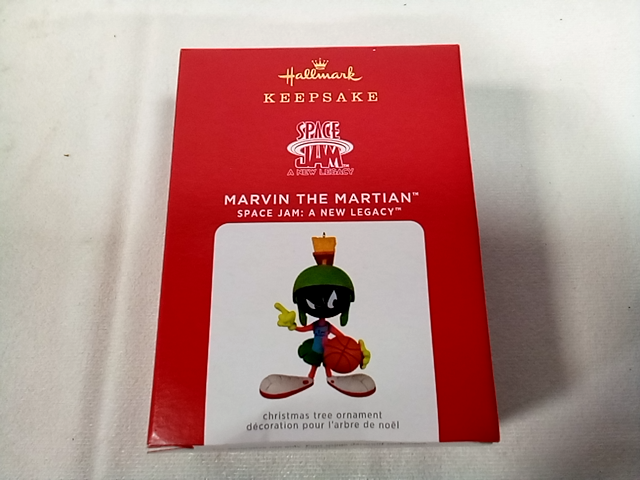 Hallmark
KEEPSAKE
SPACE
JAM™
A NEW LEGACY
MARVIN THE MARTIAN™
SPACE JAM: A NEW LEGACY™
christmas tree ornament
décoration pour l'arbre de noël